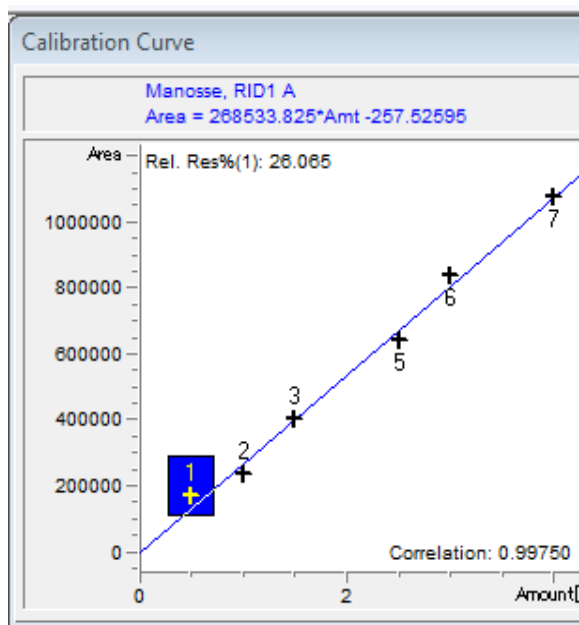 Calibration Curve
Manosse, RID1 A
Area = 268533.825*Amt -257.52595
Area
Rel. Res%(1): 26.065
1000000
7
800000
6
600000
5
3
400000
2
1
200000
0
Correlation: 0.99750
0
2
Amount[